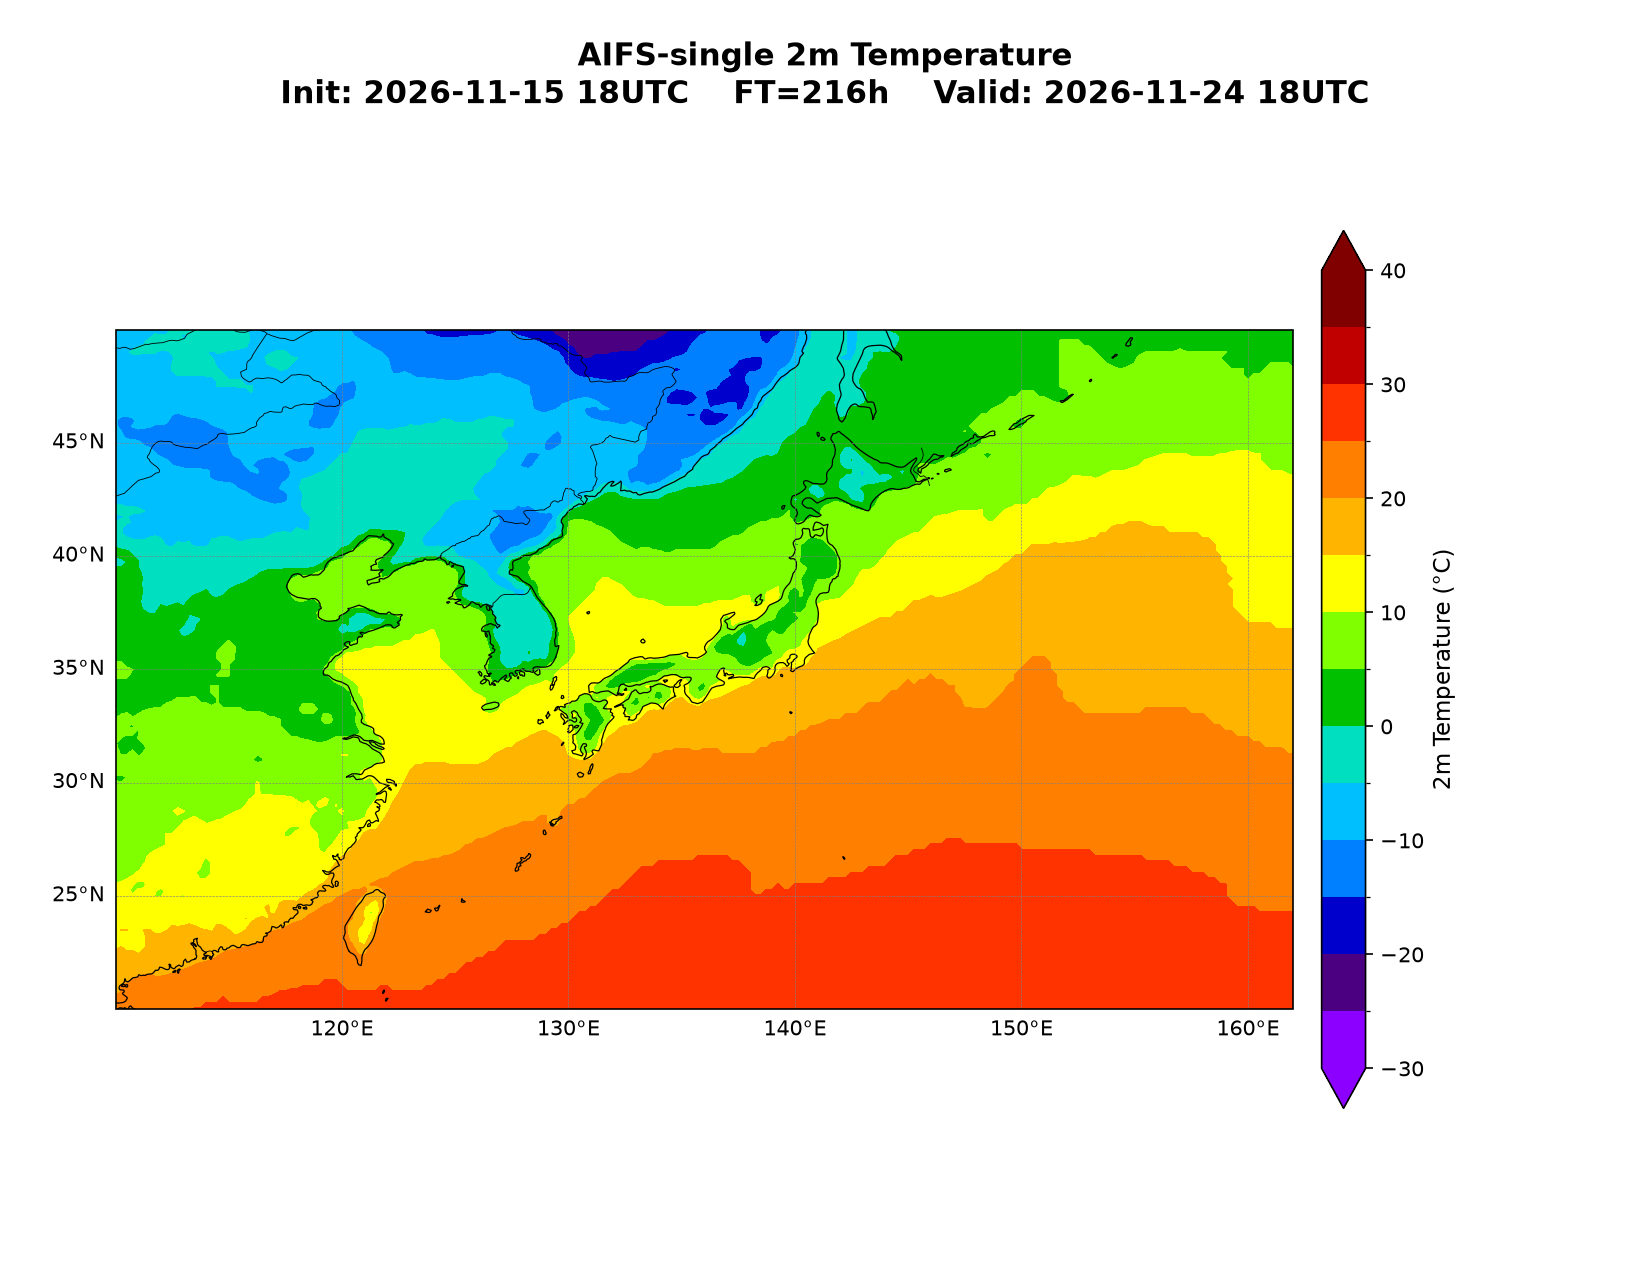 AIFS-single 2m Temperature
Init: 2026-11-15 18UTC    FT=216h    Valid: 2026-11-24 18UTC
45°N
40°N
35°N
30°N
25°N
120°E
130°E
140°E
150°E
160°E
40
30
20
10
0
−10
−20
−30
2m Temperature (°C)